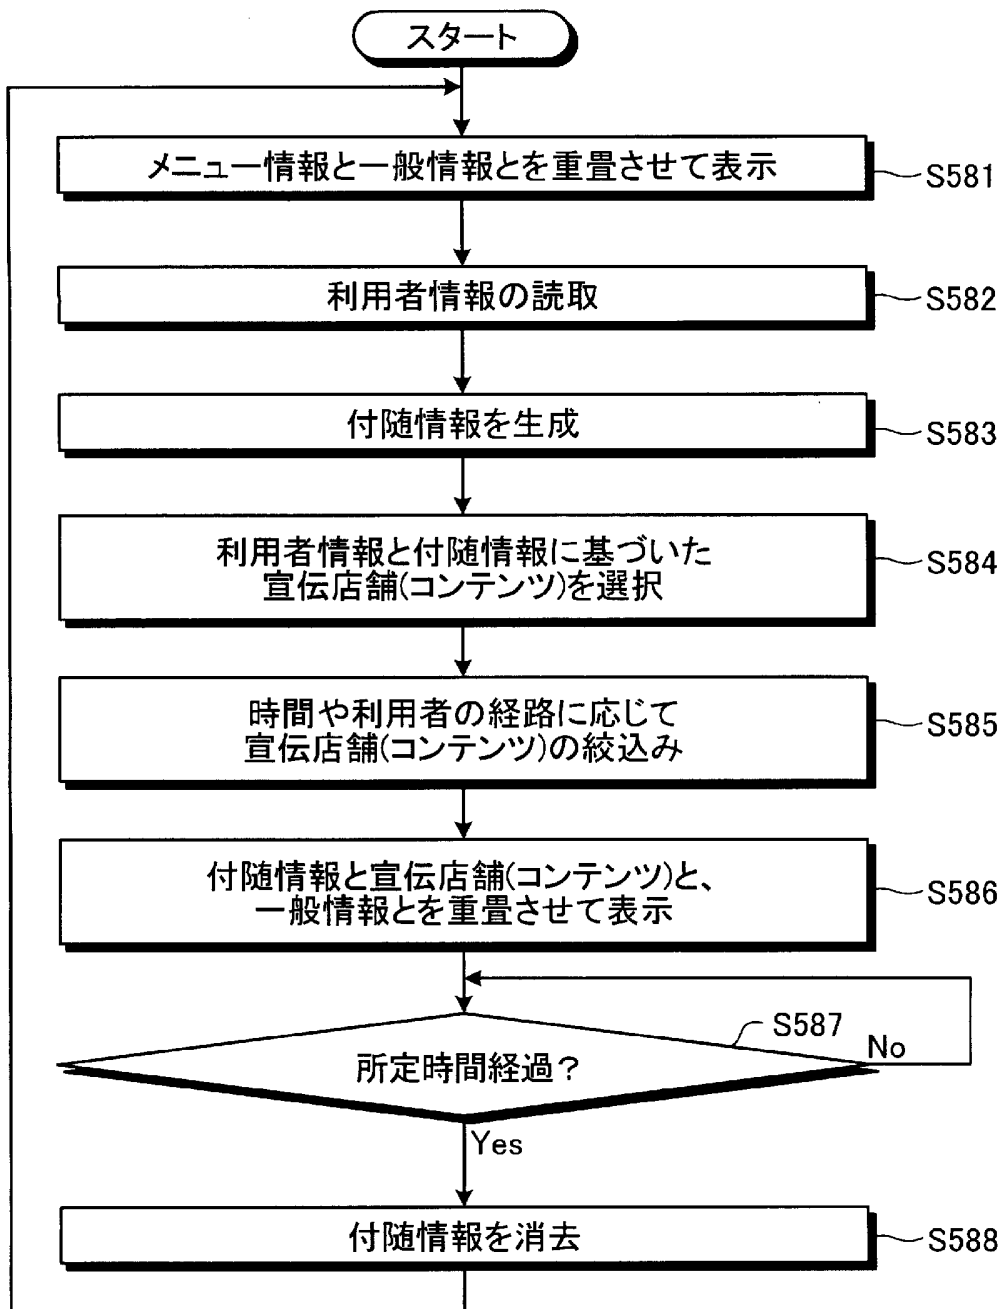 スタート
メニュー情報と一般情報とを重畳させて表示
S581
利用者情報の読取
S582
付随情報を生成
S583
利用者情報と付随情報に基づいた
宣伝店舗(コンテンツ)を選択
S584
時間や利用者の経路に応じて
宣伝店舗(コンテンツ)の絞込み
S585
付随情報と宣伝店舗(コンテンツ)と、
一般情報とを重畳させて表示
S586
S587
所定時間経過?
No
Yes
付随情報を消去
S588